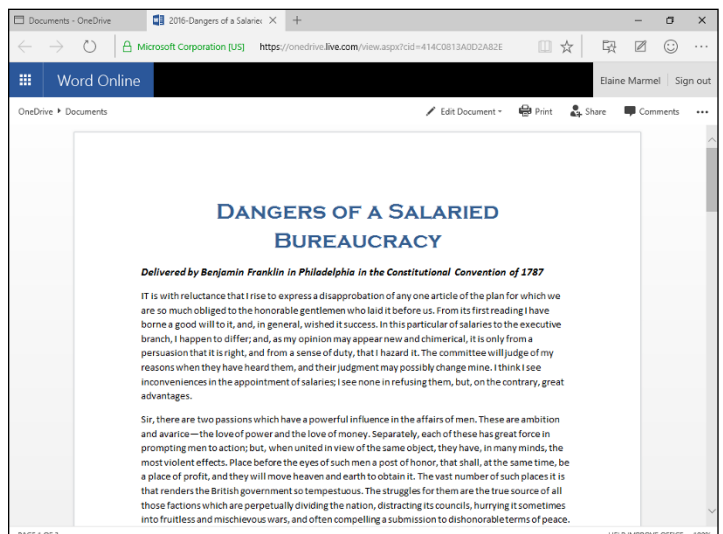 Documents - OneDrive
2016-Dangers of a Salaried
Microsoft Corporation [US] https://onedrive.live.com/view.aspx?cid=414C0813A0D2A82E
Word Online
Elaine Marmel Sign out
OneDrive Documents
Edit Document Print Share Comments
DANGERS OF A SALARIED
BUREAUCRACY
Delivered by Benjamin Franklin in Philadelphia in the Constitutional Convention of 1787
IT is with reluctance that I rise to express a disapprobation of any one article of the plan for which we
are so much obliged to the honorable gentlemen who laid it before us. From its first reading I have
borne a good will to it, and, in general, wished it success. In this particular of salaries to the executive
branch, I happen to differ; and, as my opinion may appear new and chimerical, it is only from a
persuasion that it is right, and from a sense of duty, that I hazard it. The committee will judge of my
reasons when they have heard them, and their judgment may possibly change mine. I think I see
inconveniences in the appointment of salaries; I see none in refusing them, but, on the contrary, great
advantages.
Sir, there are two passions which have a powerful influence in the affairs of men. These are ambition
and avarice—the love of power and the love of money. Separately, each of these has great force in
prompting men to action; but, when united in view of the same object, they have, in many minds, the
most violent effects. Place before the eyes of such men a post of honor, that shall, at the same time, be
a place of profit, and they will move heaven and earth to obtain it. The vast number of such places it is
that renders the British government so tempestuous. The struggles for them are the true source of all
those factions which are perpetually dividing the nation, distracting its councils, hurrying it sometimes
into fruitless and mischievous wars, and often compelling a submission to dishonorable terms of peace.